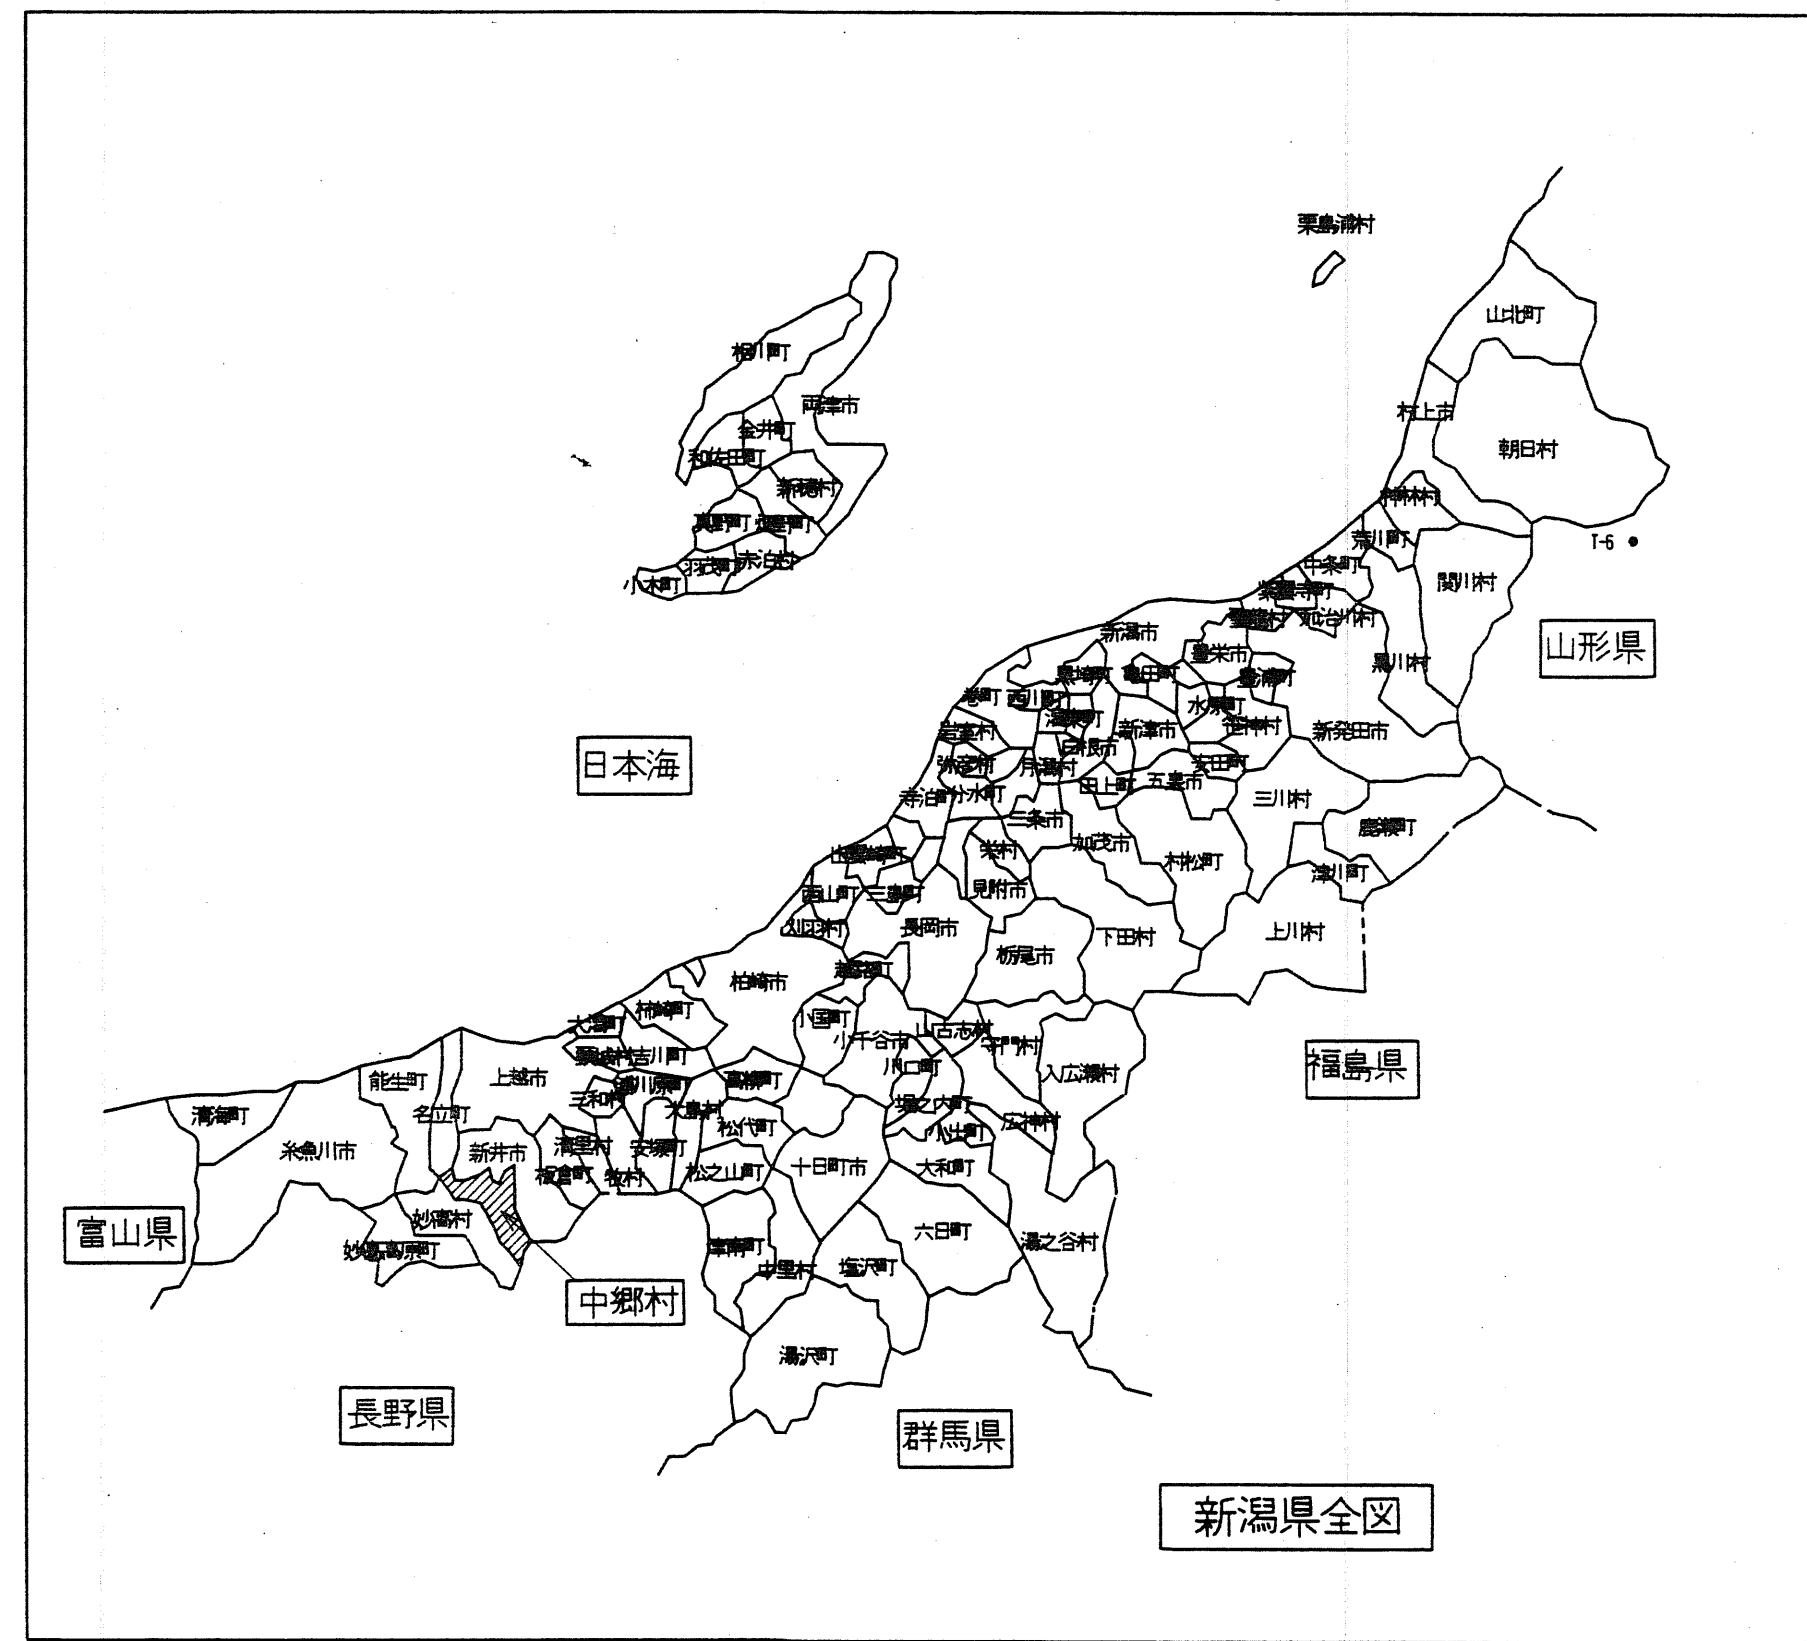 粟島浦村
山北町
相川町
両津市
村上市
金井町
朝日村
和佐田町
新穂村
神林村
真野町
畑野町
荒川町
T-6
赤泊村
中条町
羽茂町
関川村
小木町
紫雲寺町
加治川村
新潟市
山形県
豊栄市
黒川村
黒埼町
亀田町
豊浦町
巻町
西川町
水原町
笹神村
新津市
新発田市
岩室村
白根市
日本海
弥彦村
月潟村
安田町
田上町
五泉市
寺泊町
分水町
三川村
三条市
鹿瀬町
加茂市
出雲崎町
栄村
村松町
津川町
西山町
三島町
見附市
刈羽村
長岡市
下田村
上川村
栃尾市
越路町
柏崎市
柿崎町
小国町
大潟町
山古志村
小千谷市
守門村
頸城村
吉川町
川口町
福島県
入広瀬村
能生町
上越市
浦川原町
高柳町
三和村
大島村
堀之内町
青海町
名立町
松代町
広神村
小出町
糸魚川市
新井市
清里村
安塚町
板倉町
牧村
松之山町
十日町市
大和町
妙高村
富山県
六日町
妙高高原町
津南町
湯之谷村
中里村
塩沢町
中郷村
湯沢町
長野県
群馬県
新潟県全図